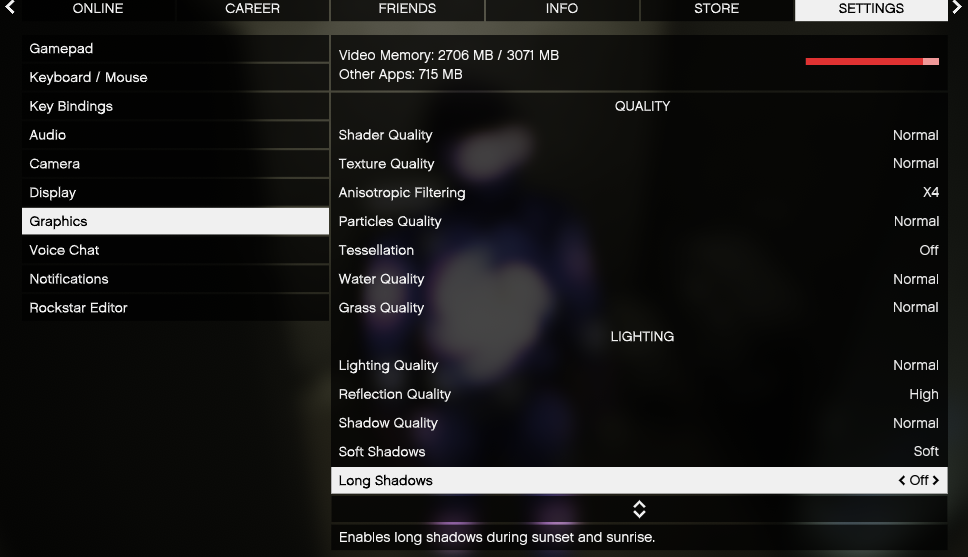 ONLINE CAREER FRIENDS INFO STORE SETTINGS
Gamepad
Keyboard / Mouse
Key Bindings
Audio
Camera
Display
Graphics
Voice Chat
Notifications
Rockstar Editor
Video Memory: 2706 MB / 3071 MB
Other Apps: 715 MB
QUALITY
Shader Quality Normal
Texture Quality Normal
Anisotropic Filtering X4
Particles Quality Normal
Tessellation Off
Water Quality Normal
Grass Quality Normal
LIGHTING
Lighting Quality Normal
Reflection Quality High
Shadow Quality Normal
Soft Shadows Soft
Long Shadows Off
Enables long shadows during sunset and sunrise.